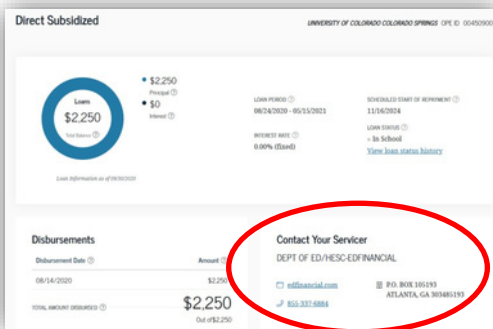 Direct Subsidized
UNIVERSITY OF COLORADO COLORADO SPRINGS OPE ID 00450900
Loans
$2,250
Total Balance
$2,250
Principal
$0
Interest
LOAN PERIOD
08/24/2020 - 05/15/2021
SCHEDULED START OF REPAYMENT
11/16/2024
INTEREST RATE
0.00% (fixed)
LOAN STATUS
In School
View loan status history
Loan Information as of 09/30/2020
Disbursements
Disbursement Date
Amount
08/14/2020
$2,250
TOTAL AMOUNT DISBURSED
$2,250
Out of $2,250
Contact Your Servicer
DEPT OF ED/HESC-EDFINANCIAL
edfinancial.com
855-337-6884
P.O. BOX 105193
ATLANTA, GA 303485193